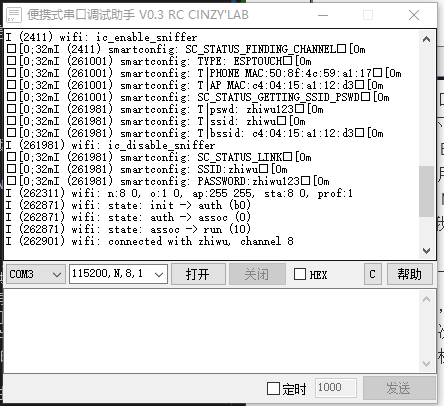 便携式串口调试助手 V0.3 RC CINZY'LAB
I (2411) wifi: ic_enable_sniffer
□[0;32mI (2411) smartconfig: SC_STATUS_FINDING_CHANNEL□[0m
□[0;32mI (261001) smartconfig: TYPE: ESPTOUCH□[0m
□[0;32mI (261001) smartconfig: T|PHONE MAC:50:8f:4c:59:a1:17□[0m
□[0;32mI (261001) smartconfig: T|AP MAC:c4:04:15:a1:12:d3□[0m
□[0;32mI (261001) smartconfig: SC_STATUS_GETTING_SSID_PSWD□[0m
□[0;32mI (261981) smartconfig: T|pswd: zhiwu123□[0m
□[0;32mI (261981) smartconfig: T|ssid: zhiwu□[0m
□[0;32mI (261981) smartconfig: T|bssid: c4:04:15:a1:12:d3□[0m
I (261981) wifi: ic_disable_sniffer
□[0;32mI (261981) smartconfig: SC_STATUS_LINK□[0m
□[0;32mI (261981) smartconfig: SSID:zhiwu□[0m
□[0;32mI (261981) smartconfig: PASSWORD:zhiwu123□[0m
I (262311) wifi: n:8 0, o:1 0, ap:255 255, sta:8 0, prof:1
I (262871) wifi: state: init -> auth (b0)
I (262871) wifi: state: auth -> assoc (0)
I (262871) wifi: state: assoc -> run (10)
I (262901) wifi: connected with zhiwu, channel 8
COM3 115200,N,8,1 打开 关闭 HEX C 帮助
定时 1000 发送